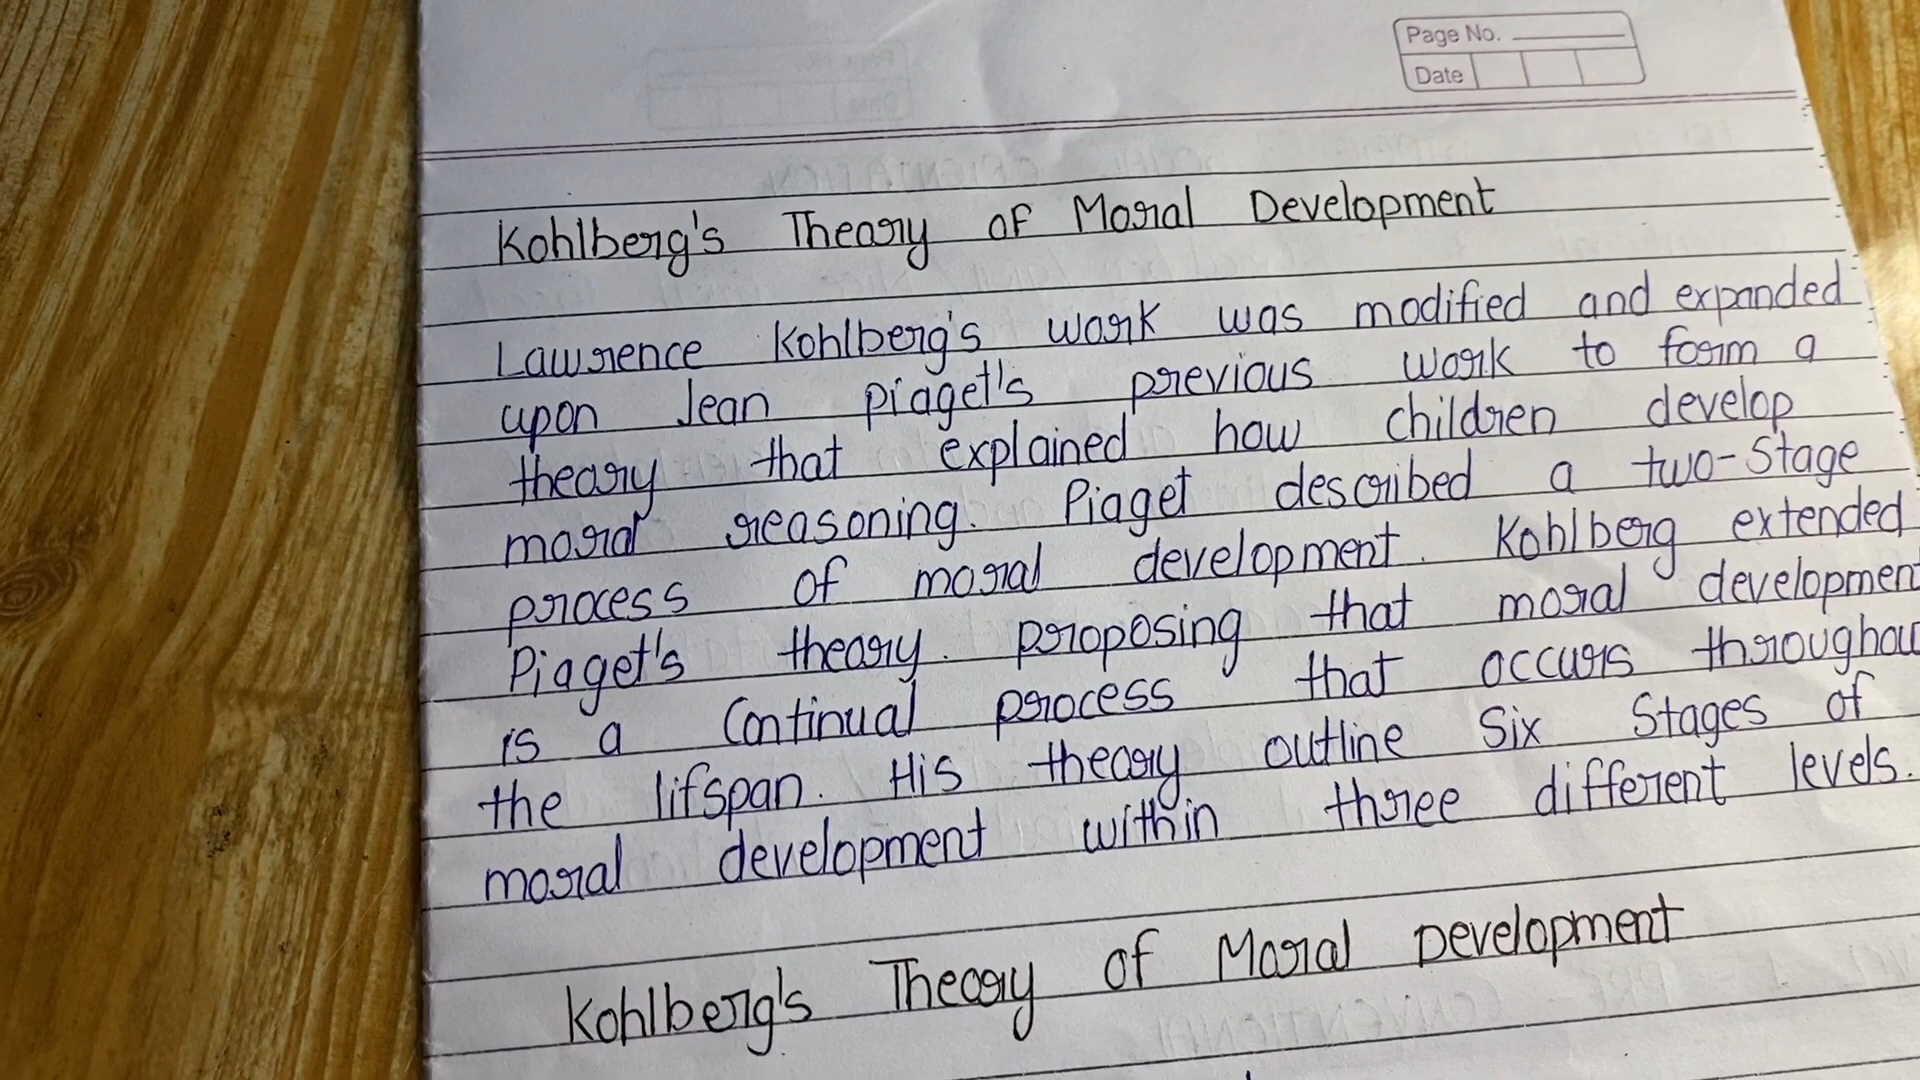 Page No.
Date
Kohlberg's Theory of Moral Development
Lawrence Kohlberg's work was modified and expanded
upon Jean Piaget's previous work to form a
theory that explained how children develop
moral reasoning. Piaget described a two-Stage
process of moral development. Kohlberg extended
Piaget's theory. proposing that moral development
is a Continual process that occurs throughou
the lifspan. His theory outline Six Stages of
moral development within three different levels.
Kohlberg's Theory of Moral Development